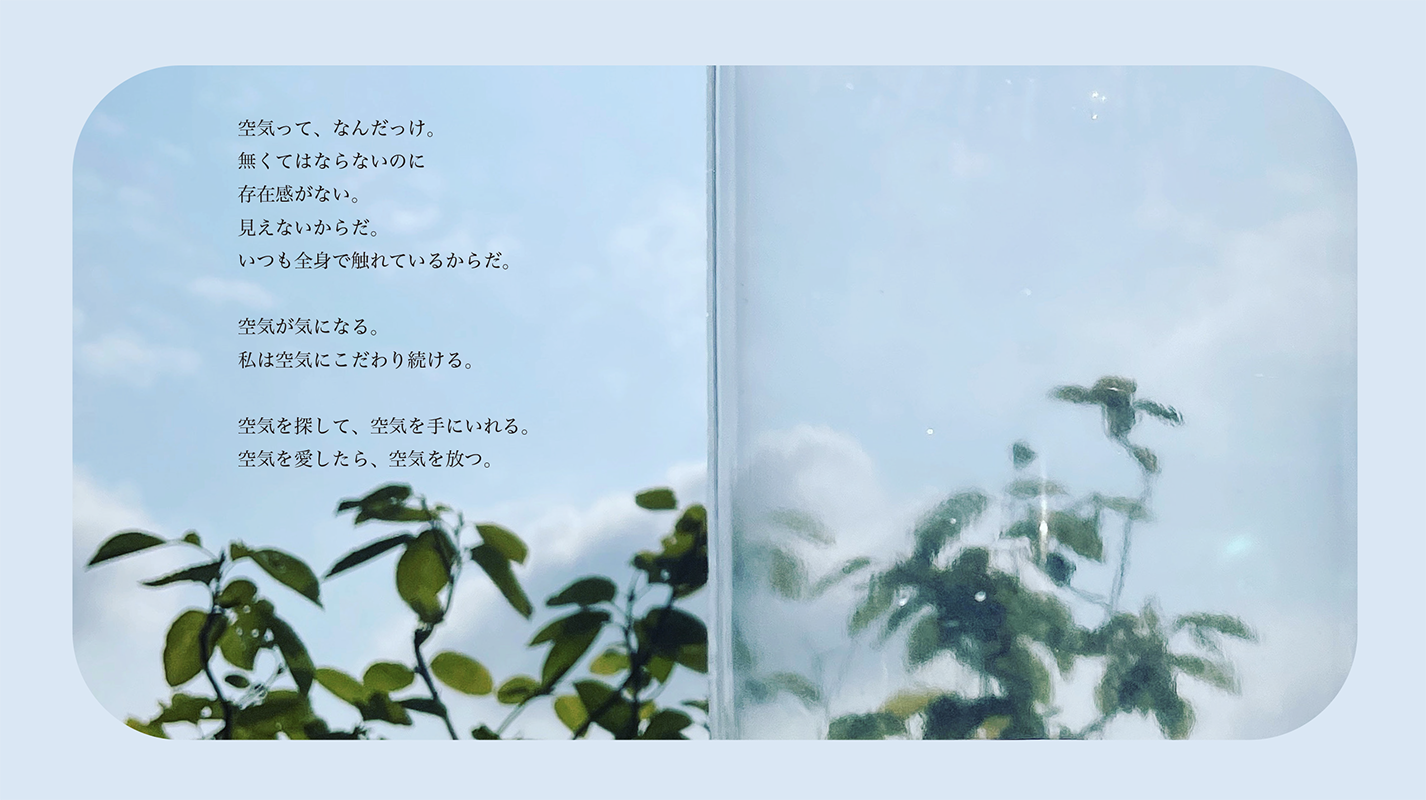 空気って、なんだっけ。
無くてはならないのに
存在感がない。
見えないからだ。
いつも全身で触れているからだ。
空気が気になる。
私は空気にこだわり続ける。
空気を探して、空気を手にいれる。
空気を愛したら、空気を放つ。